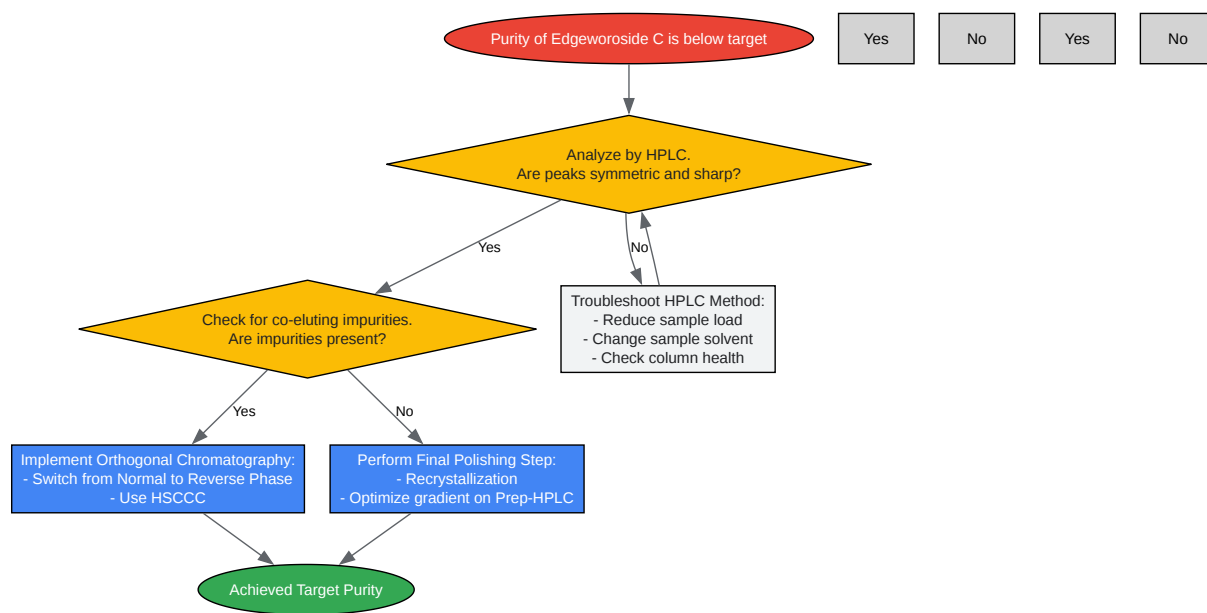 Purity of Edgeworoside C is below target
Yes
No
Yes
No
Analyze by HPLC.
Are peaks symmetric and sharp?
Yes
No
Check for co-eluting impurities.
Are impurities present?
Troubleshoot HPLC Method:
- Reduce sample load
- Change sample solvent
- Check column health
Yes
No
Implement Orthogonal Chromatography:
- Switch from Normal to Reverse Phase
- Use HSCCC
Perform Final Polishing Step:
- Recrystallization
- Optimize gradient on Prep-HPLC
Achieved Target Purity